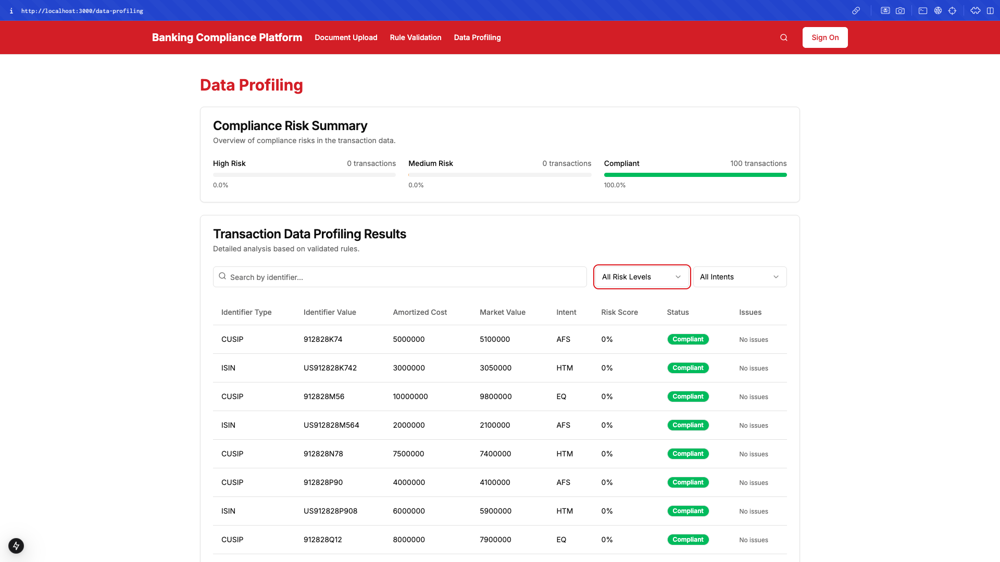 i http://localhost:3000/data-profiling
Banking Compliance Platform Document Upload Rule Validation Data Profiling Sign On
Data Profiling
Compliance Risk Summary
Overview of compliance risks in the transaction data.
High Risk 0 transactions Medium Risk 0 transactions Compliant 100 transactions
0.0% 0.0% 100.0%
Transaction Data Profiling Results
Detailed analysis based on validated rules.
Search by identifier... All Risk Levels All Intents
Identifier Type Identifier Value Amortized Cost Market Value Intent Risk Score Status Issues
CUSIP 912828K74 5000000 5100000 AFS 0% Compliant No issues
ISIN US912828K742 3000000 3050000 HTM 0% Compliant No issues
CUSIP 912828M56 10000000 9800000 EQ 0% Compliant No issues
ISIN US912828M564 2000000 2100000 AFS 0% Compliant No issues
CUSIP 912828N78 7500000 7400000 HTM 0% Compliant No issues
CUSIP 912828P90 4000000 4100000 AFS 0% Compliant No issues
ISIN US912828P908 6000000 5900000 HTM 0% Compliant No issues
CUSIP 912828Q12 8000000 7900000 EQ 0% Compliant No issues